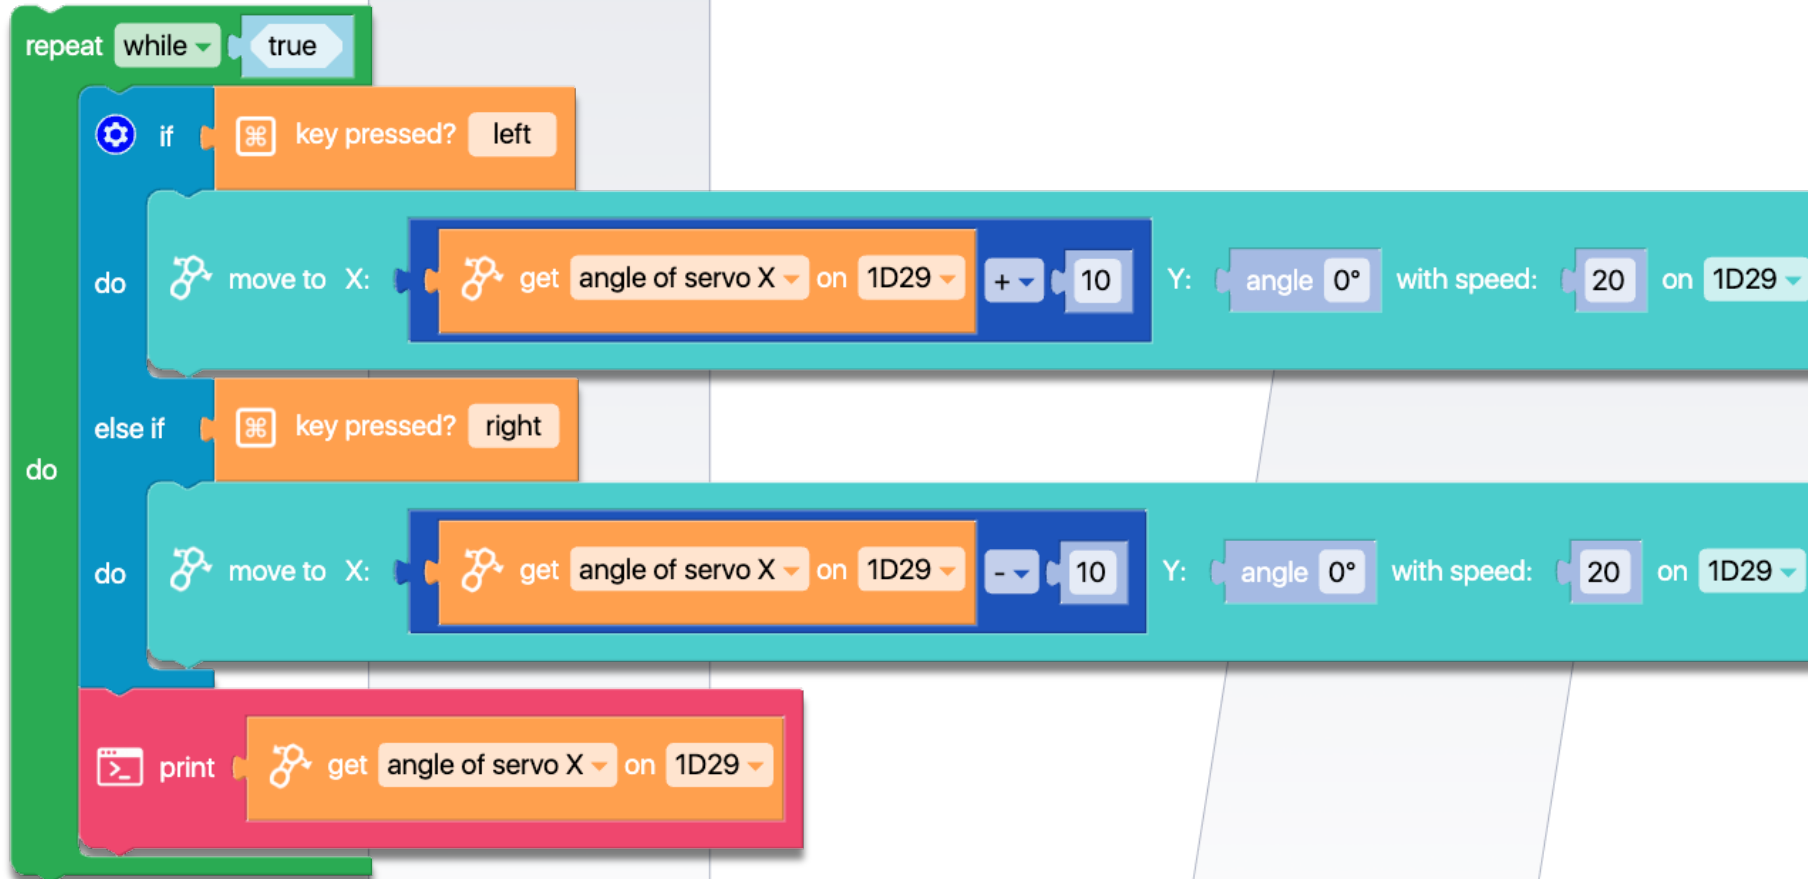 repeat while true
if ⌘ key pressed? left
do move to X: get angle of servo X on 1D29 + 10 Y: angle 0° with speed: 20 on 1D29
else if ⌘ key pressed? right
do
do move to X: get angle of servo X on 1D29 - 10 Y: angle 0° with speed: 20 on 1D29
print get angle of servo X on 1D29